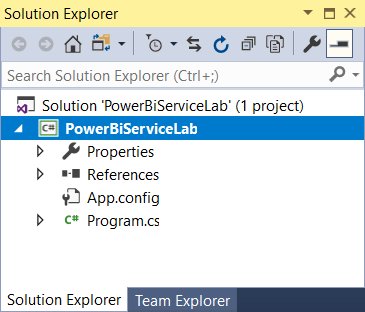 Solution Explorer
Search Solution Explorer (Ctrl+;)
Solution 'PowerBiServiceLab' (1 project)
C# PowerBiServiceLab
Properties
References
App.config
C# Program.cs
Solution Explorer Team Explorer